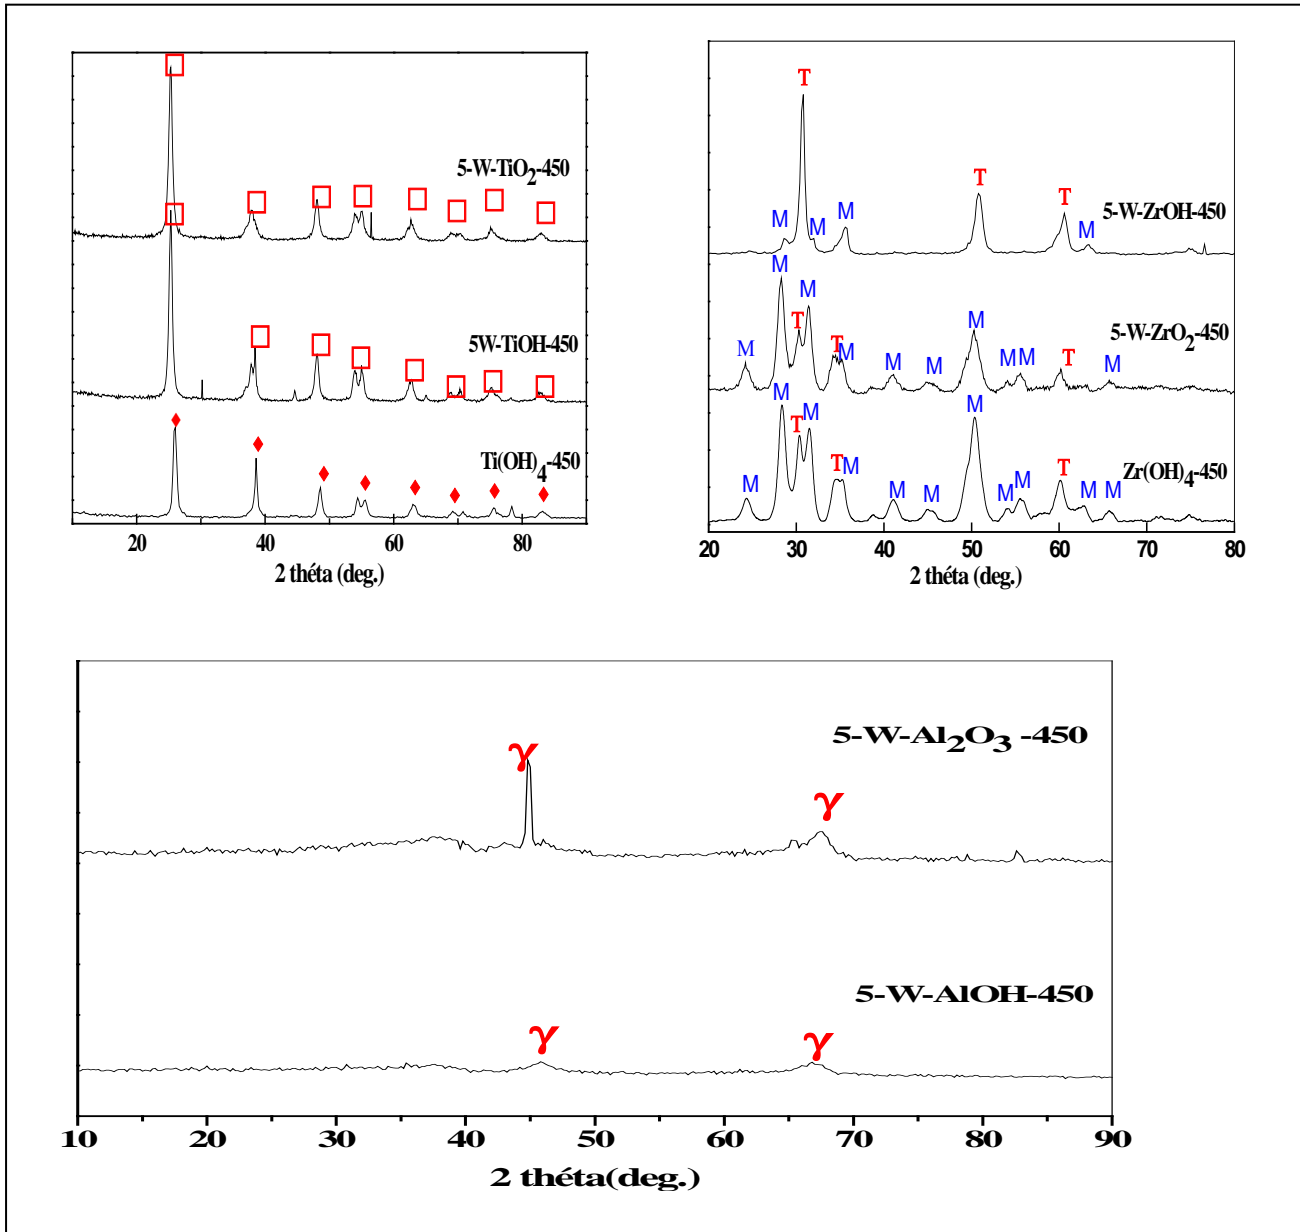 5-W-TiO2-450
5W-TiOH-450
Ti(OH)4-450
20 40 60 80
2 théta (deg.)
T
T T
M M M M
5-W-ZrOH-450
M
M M
T T
M M M M M M M
T
M
5-W-ZrO2-450
M
M M
T T
M M M M M M
T
M M
Zr(OH)4-450
20 30 40 50 60 70 80
2 théta (deg.)
5-W-Al2O3 -450
γ
γ
5-W-AlOH-450
γ γ
10 20 30 40 50 60 70 80 90
2 théta(deg.)